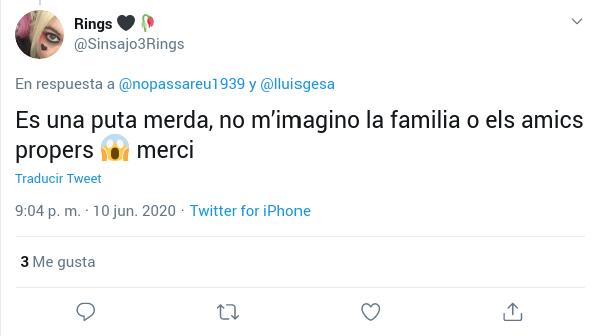 Rings 🖤🥀
@Sinsajo3Rings
En respuesta a @nopassareu1939 y @lluisgesa
Es una puta merda, no m’imagino la familia o els amics
propers 😱 merci
Traducir Tweet
9:04 p. m. · 10 jun. 2020 · Twitter for iPhone
3 Me gusta